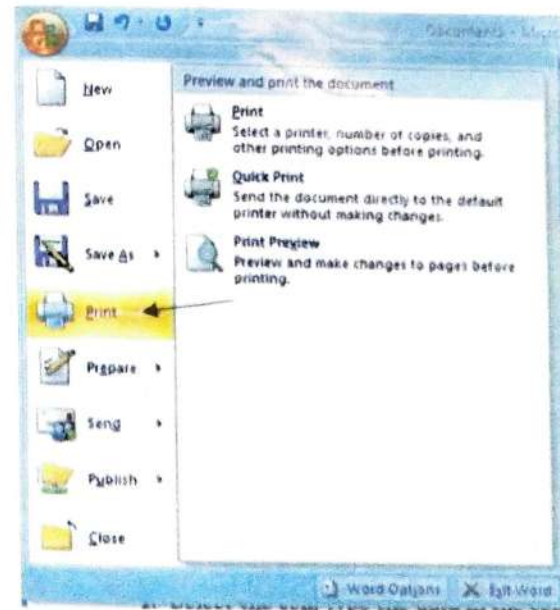 Documents - Micro
New
Open
Save
Save As
Print
Prepare
Send
Publish
Close
Preview and print the document
Print
Select a printer, number of copies, and
other printing options before printing.
Quick Print
Send the document directly to the default
printer without making changes.
Print Preview
Preview and make changes to pages before
printing.
Word Options
Exit Word